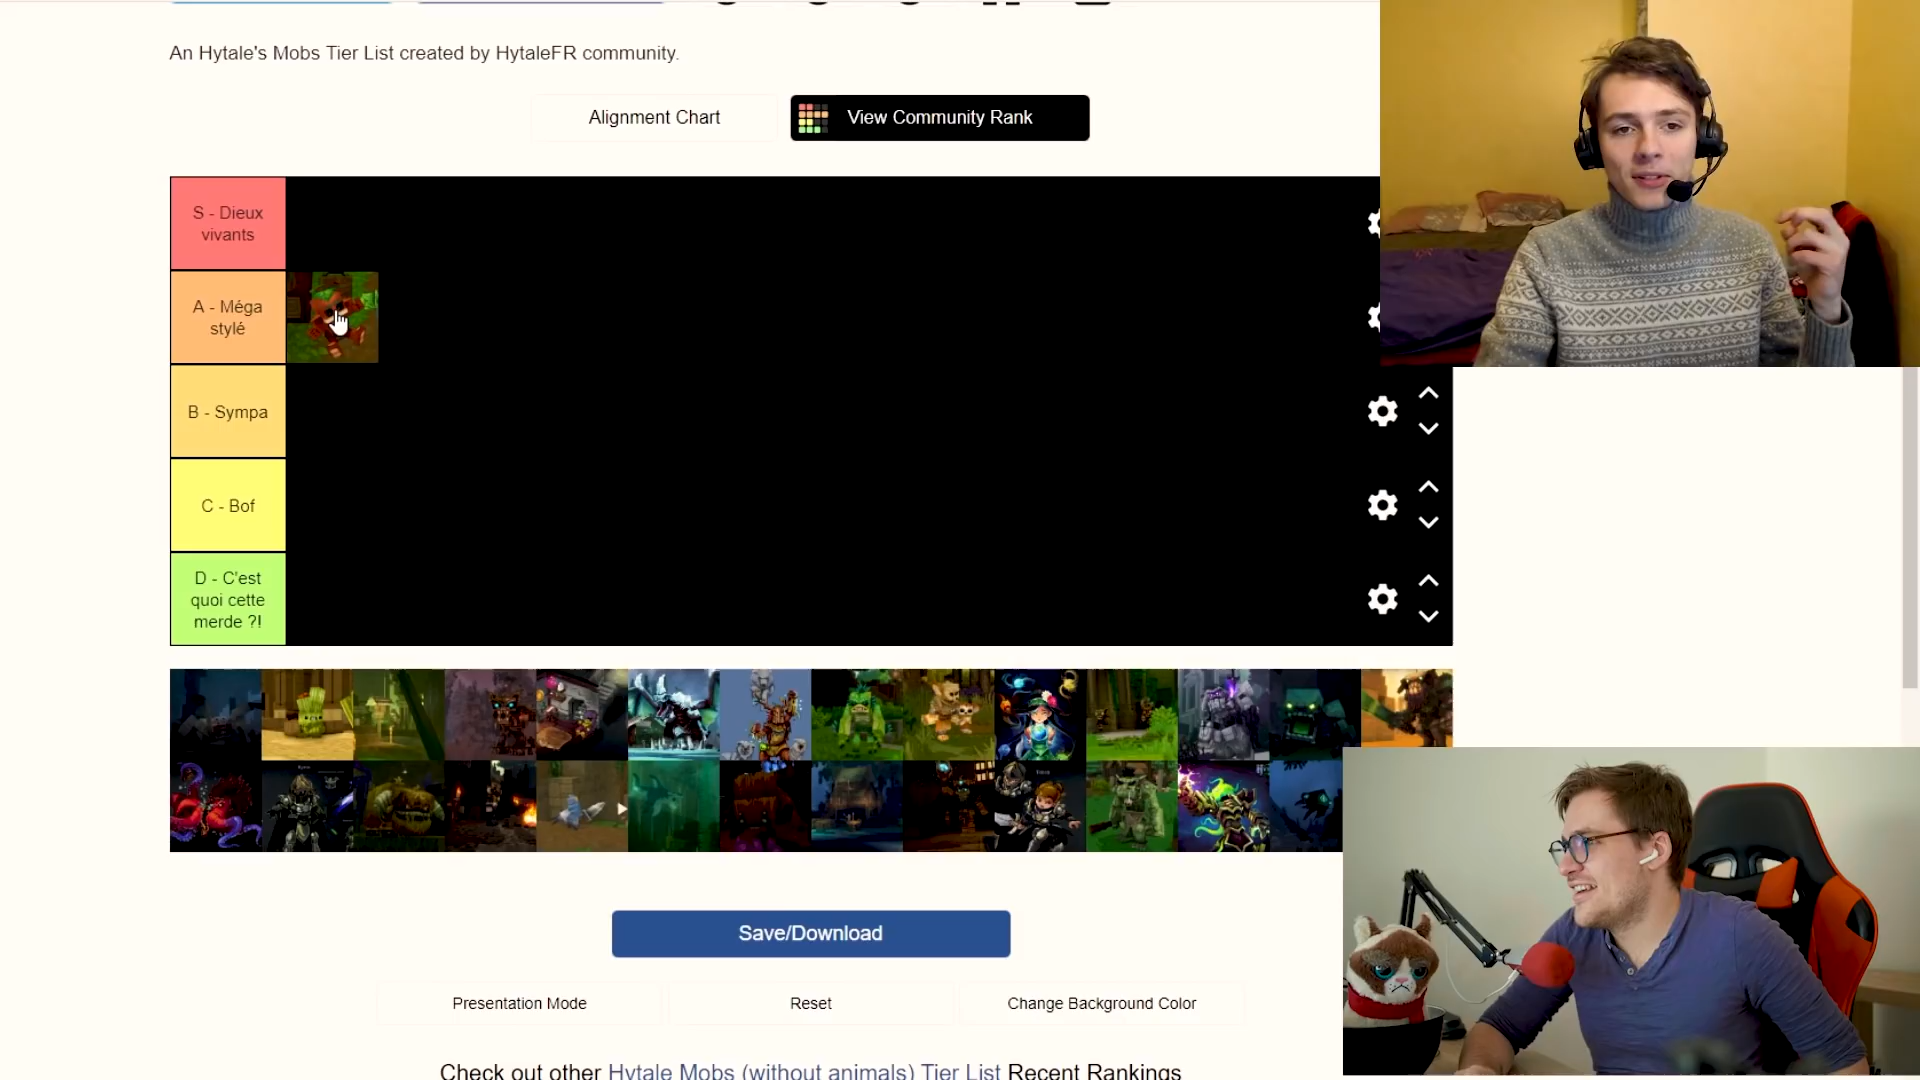 An Hytale's Mobs Tier List created by HytaleFR community.
Alignment Chart
View Community Rank
S - Dieux
vivants
A - Méga
stylé
B - Sympa
C - Bof
D - C'est
quoi cette
merde ?!
Save/Download
Presentation Mode
Reset
Change Background Color
Check out other Hytale Mobs (without animals) Tier List Recent Rankings